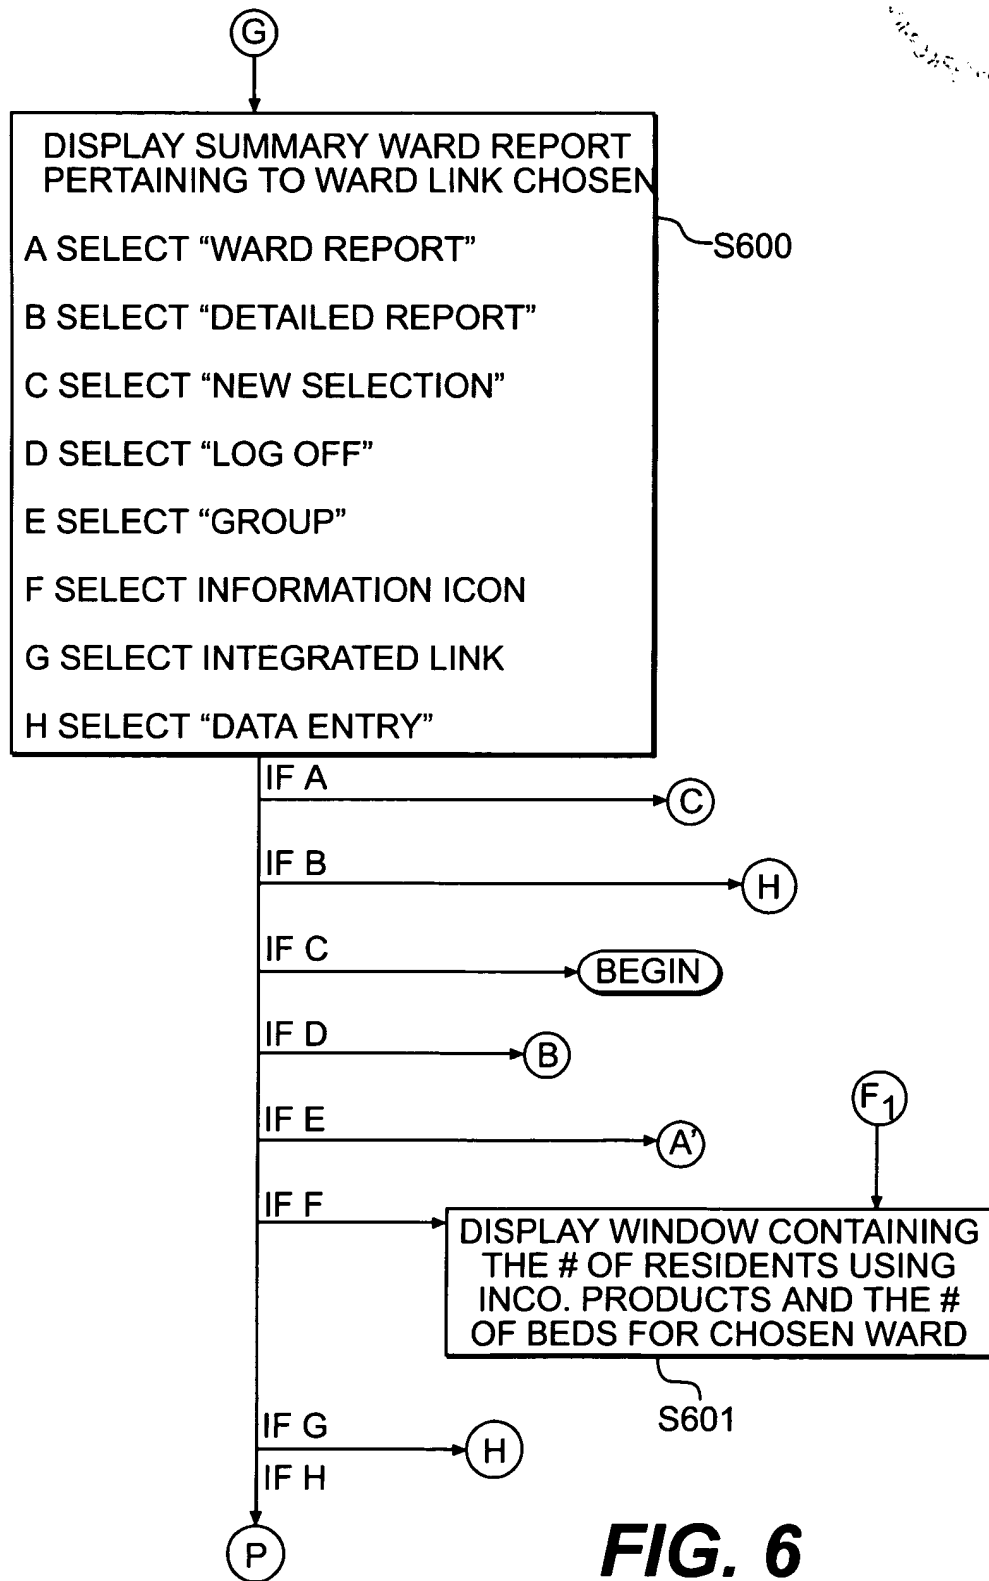 G
DISPLAY SUMMARY WARD REPORT
PERTAINING TO WARD LINK CHOSEN
S600
A SELECT “WARD REPORT”
B SELECT “DETAILED REPORT”
C SELECT “NEW SELECTION”
D SELECT “LOG OFF”
E SELECT “GROUP”
F SELECT INFORMATION ICON
G SELECT INTEGRATED LINK
H SELECT “DATA ENTRY”
IF A
C
IF B
H
IF C
BEGIN
IF D
B
IF E
A'
F1
IF F
DISPLAY WINDOW CONTAINING
THE # OF RESIDENTS USING
INCO. PRODUCTS AND THE #
OF BEDS FOR CHOSEN WARD
S601
IF G
H
IF H
P
FIG. 6